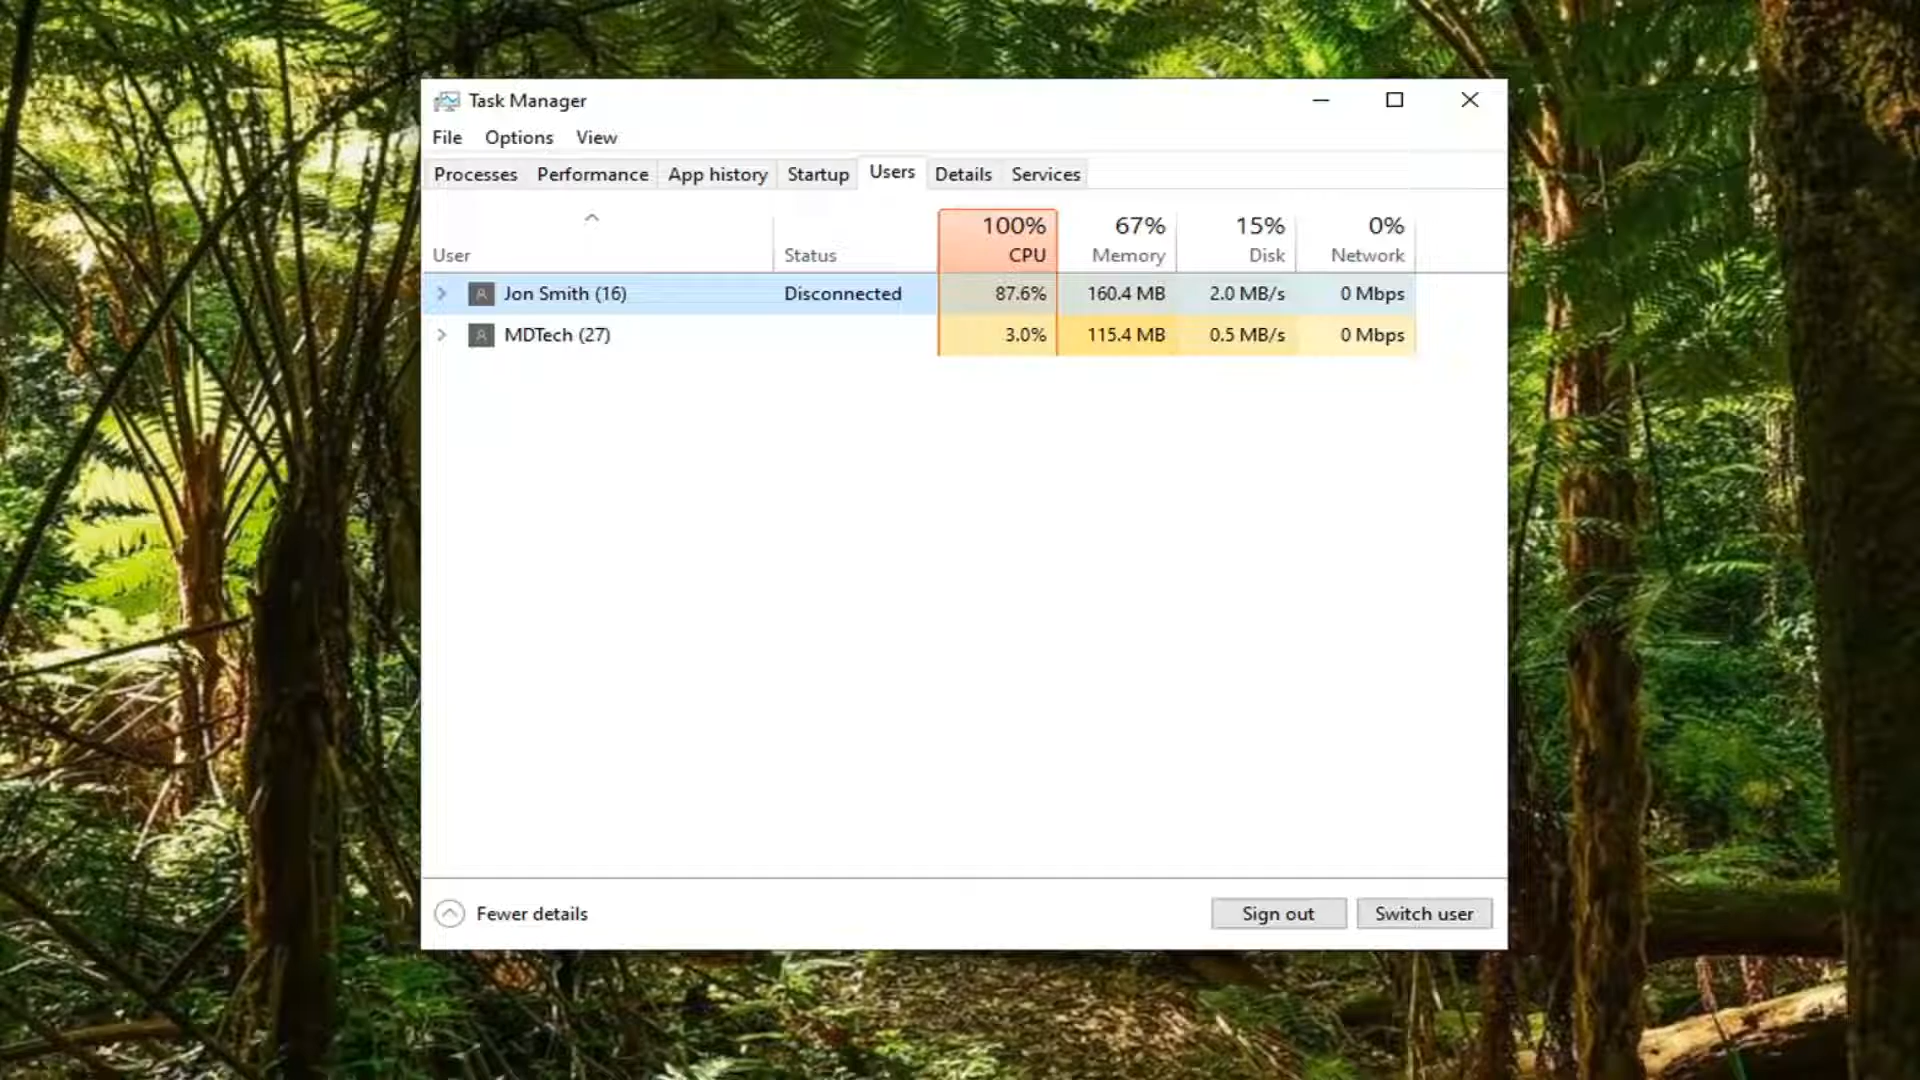 Task Manager
File Options View
Processes Performance App history Startup Users Details Services
100% 67% 15% 0%
User Status CPU Memory Disk Network
Jon Smith (16) Disconnected 87.6% 160.4 MB 2.0 MB/s 0 Mbps
MDTech (27) 3.0% 115.4 MB 0.5 MB/s 0 Mbps
Fewer details Sign out Switch user